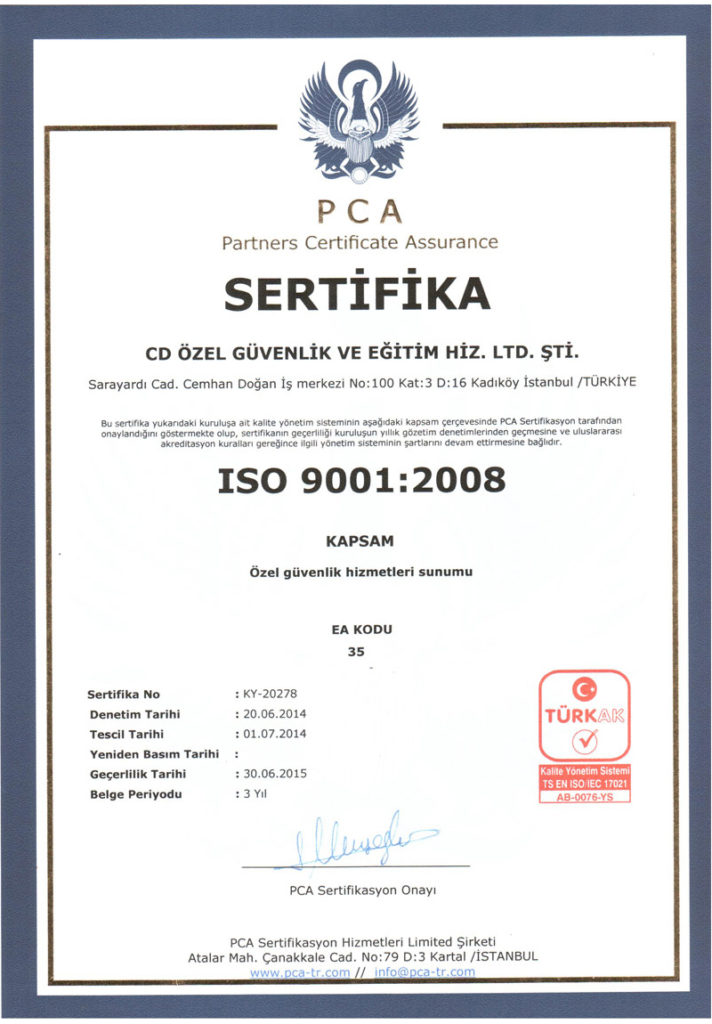 PCA
Partners Certificate Assurance
SERTİFİKA
CD ÖZEL GÜVENLİK VE EĞİTİM HİZ. LTD. ŞTİ.
Sarayardı Cad. Cemhan Doğan İş merkezi No:100 Kat:3 D:16 Kadıköy İstanbul /TÜRKİYE
Bu sertifika yukarıdaki kuruluşa ait kalite yönetim sisteminin aşağıdaki kapsam çerçevesinde PCA Sertifikasyon tarafından
onaylandığını göstermekte olup, sertifikanın geçerliliği kuruluşun yıllık gözetim denetimlerinden geçmesine ve uluslararası
akreditasyon kuralları gereğince ilgili yönetim sisteminin şartlarını devam ettirmesine bağlıdır.
ISO 9001:2008
KAPSAM
Özel güvenlik hizmetleri sunumu
EA KODU
35
Sertifika No : KY-20278
Denetim Tarihi : 20.06.2014
Tescil Tarihi : 01.07.2014
Yeniden Basım Tarihi :
Geçerlilik Tarihi : 30.06.2015
Belge Periyodu : 3 Yıl
TÜRKAK
Kalite Yönetim Sistemi
TS EN ISO/IEC 17021
AB-0076-YS
PCA Sertifikasyon Onayı
PCA Sertifikasyon Hizmetleri Limited Şirketi
Atalar Mah. Çanakkale Cad. No:79 D:3 Kartal /İSTANBUL
www.pca-tr.com // info@pca-tr.com